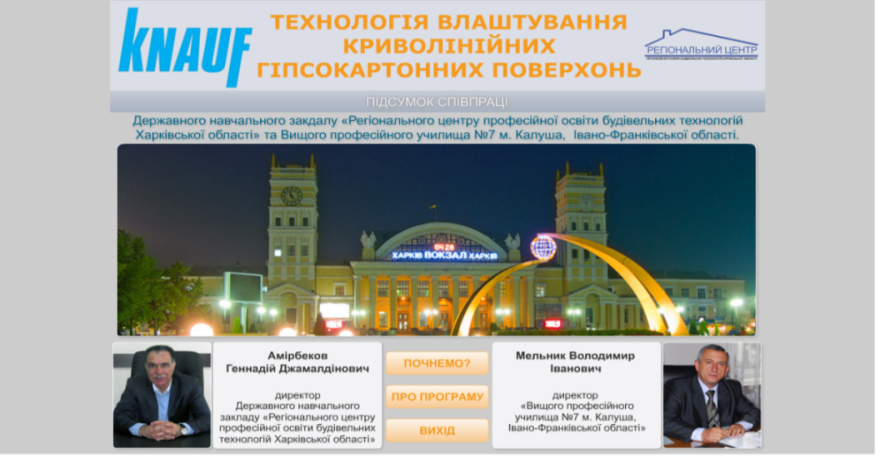 KNAUF
ТЕХНОЛОГІЯ ВЛАШТУВАННЯ
КРИВОЛІНІЙНИХ
ГІПСОКАРТОННИХ ПОВЕРХОНЬ
РЕГІОНАЛЬНИЙ ЦЕНТР
ПІДСУМОК СПІВПРАЦІ
Державного навчального закдалу «Регіонального центру професійної освіти будівельних технологій
Харківської області» та Вищого професійного училища №7 м. Калуша, Івано-Франківської області.
04:28
ХАРКІВ ВОКЗАЛ ХАРКІВ
Амірбеков
Геннадій Джамалдінович
директор
Державного навчального
закладу «Регіонального центру
професійної освіти будівельних
технологій Харківської області»
ПОЧНЕМО?
ПРО ПРОГРАМУ
ВИХІД
Мельник Володимир
Іванович
директор
«Вищого професійного
училища №7 м. Калуша,
Івано-Франківської області»